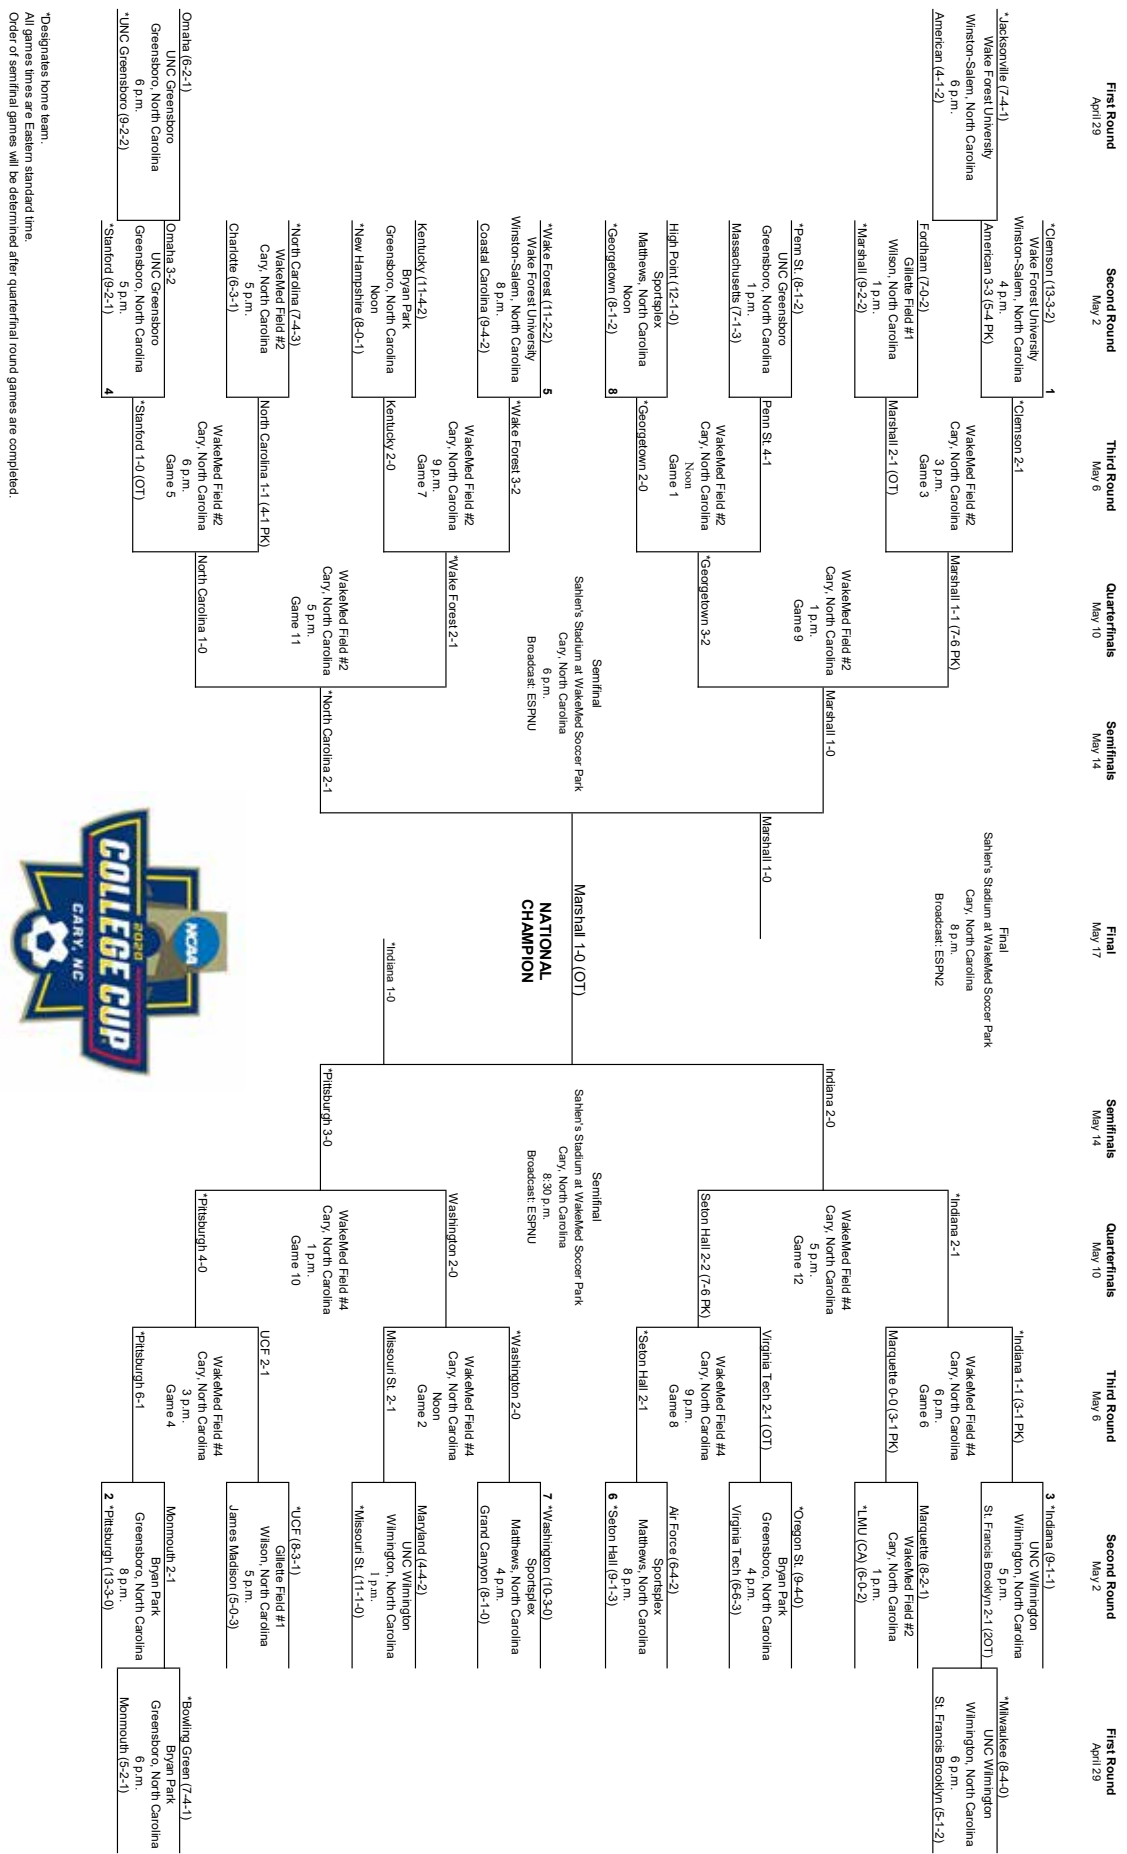 First Round
April 29
Second Round
May 2
Third Round
May 6
Quarterfinals
May 10
Semifinals
May 14
Final
May 17
Semifinals
May 14
Quarterfinals
May 10
Third Round
May 6
Second Round
May 2
First Round
April 29
*Jacksonville (7-4-1)
Wake Forest University
Winston-Salem, North Carolina
6 p.m.
American (4-1-2)
Omaha (6-2-1)
UNC Greensboro
Greensboro, North Carolina
6 p.m.
*UNC Greensboro (9-2-2)
*Clemson (13-3-2)
1
Wake Forest University
Winston-Salem, North Carolina
4 p.m.
American 3-3 (5-4 PK)
Fordham (7-0-2)
Gillette Field #1
Wilson, North Carolina
1 p.m.
*Marshall (9-2-2)
*Penn St. (8-1-2)
UNC Greensboro
Greensboro, North Carolina
1 p.m.
Massachusetts (7-1-3)
High Point (12-1-0)
Sportsplex
Matthews, North Carolina
Noon
*Georgetown (8-1-2)
8
*Wake Forest (11-2-2)
5
Wake Forest University
Winston-Salem, North Carolina
8 p.m.
Coastal Carolina (9-4-2)
Kentucky (11-4-2)
Bryan Park
Greensboro, North Carolina
Noon
*New Hampshire (8-0-1)
*North Carolina (7-4-3)
WakeMed Field #2
Cary, North Carolina
5 p.m.
Charlotte (6-3-1)
Omaha 3-2
UNC Greensboro
Greensboro, North Carolina
5 p.m.
*Stanford (9-2-1)
4
*Clemson 2-1
WakeMed Field #2
Cary, North Carolina
3 p.m.
Game 3
Marshall 2-1 (OT)
Penn St. 4-1
WakeMed Field #2
Cary, North Carolina
Noon
Game 1
*Georgetown 2-0
*Wake Forest 3-2
WakeMed Field #2
Cary, North Carolina
9 p.m.
Game 7
Kentucky 2-0
North Carolina 1-1 (4-1 PK)
WakeMed Field #2
Cary, North Carolina
6 p.m.
Game 5
*Stanford 1-0 (OT)
Marshall 1-1 (7-6 PK)
WakeMed Field #2
Cary, North Carolina
1 p.m.
Game 9
*Georgetown 3-2
*Wake Forest 2-1
WakeMed Field #2
Cary, North Carolina
5 p.m.
Game 11
North Carolina 1-0
Marshall 1-0
Semifinal
Sahlen's Stadium at WakeMed Soccer Park
Cary, North Carolina
6 p.m.
Broadcast: ESPNU
*North Carolina 2-1
Final
Sahlen's Stadium at WakeMed Soccer Park
Cary, North Carolina
8 p.m.
Broadcast: ESPN2
Marshall 1-0
Marshall 1-0 (OT)
NATIONAL
CHAMPION
*Indiana 1-0
Indiana 2-0
Semifinal
Sahlen's Stadium at WakeMed Soccer Park
Cary, North Carolina
8:30 p.m.
Broadcast: ESPNU
*Pittsburgh 3-0
*Indiana 2-1
WakeMed Field #4
Cary, North Carolina
5 p.m.
Game 12
Seton Hall 2-2 (7-6 PK)
Washington 2-0
WakeMed Field #4
Cary, North Carolina
1 p.m.
Game 10
*Pittsburgh 4-0
*Indiana 1-1 (3-1 PK)
WakeMed Field #4
Cary, North Carolina
6 p.m.
Game 6
Marquette 0-0 (3-1 PK)
Virginia Tech 2-1 (OT)
WakeMed Field #4
Cary, North Carolina
9 p.m.
Game 8
*Seton Hall 2-1
*Washington 2-0
WakeMed Field #4
Cary, North Carolina
Noon
Game 2
Missouri St. 2-1
UCF 2-1
WakeMed Field #4
Cary, North Carolina
3 p.m.
Game 4
*Pittsburgh 6-1
3 *Indiana (9-1-1)
UNC Wilmington
Wilmington, North Carolina
5 p.m.
St. Francis Brooklyn 2-1 (2OT)
Marquette (8-2-1)
WakeMed Field #2
Cary, North Carolina
1 p.m.
*LMU (CA) (6-0-2)
*Oregon St. (9-4-0)
Bryan Park
Greensboro, North Carolina
4 p.m.
Virginia Tech (6-6-3)
Air Force (6-4-2)
Sportsplex
Matthews, North Carolina
8 p.m.
6 *Seton Hall (9-1-3)
7 *Washington (10-3-0)
Sportsplex
Matthews, North Carolina
4 p.m.
Grand Canyon (8-1-0)
Maryland (4-4-2)
UNC Wilmington
Wilmington, North Carolina
1 p.m.
*Missouri St. (11-1-0)
*UCF (8-3-1)
Gillette Field #1
Wilson, North Carolina
5 p.m.
James Madison (5-0-3)
Monmouth 2-1
Bryan Park
Greensboro, North Carolina
8 p.m.
2 *Pittsburgh (13-3-0)
*Milwaukee (8-4-0)
UNC Wilmington
Wilmington, North Carolina
6 p.m.
St. Francis Brooklyn (5-1-2)
*Bowling Green (7-4-1)
Bryan Park
Greensboro, North Carolina
6 p.m.
Monmouth (5-2-1)
NCAA
2020
COLLEGE CUP
CARY, NC
*Designates home team.
All games times are Eastern standard time.
Order of semifinal games will be determined after quarterfinal round games are completed.